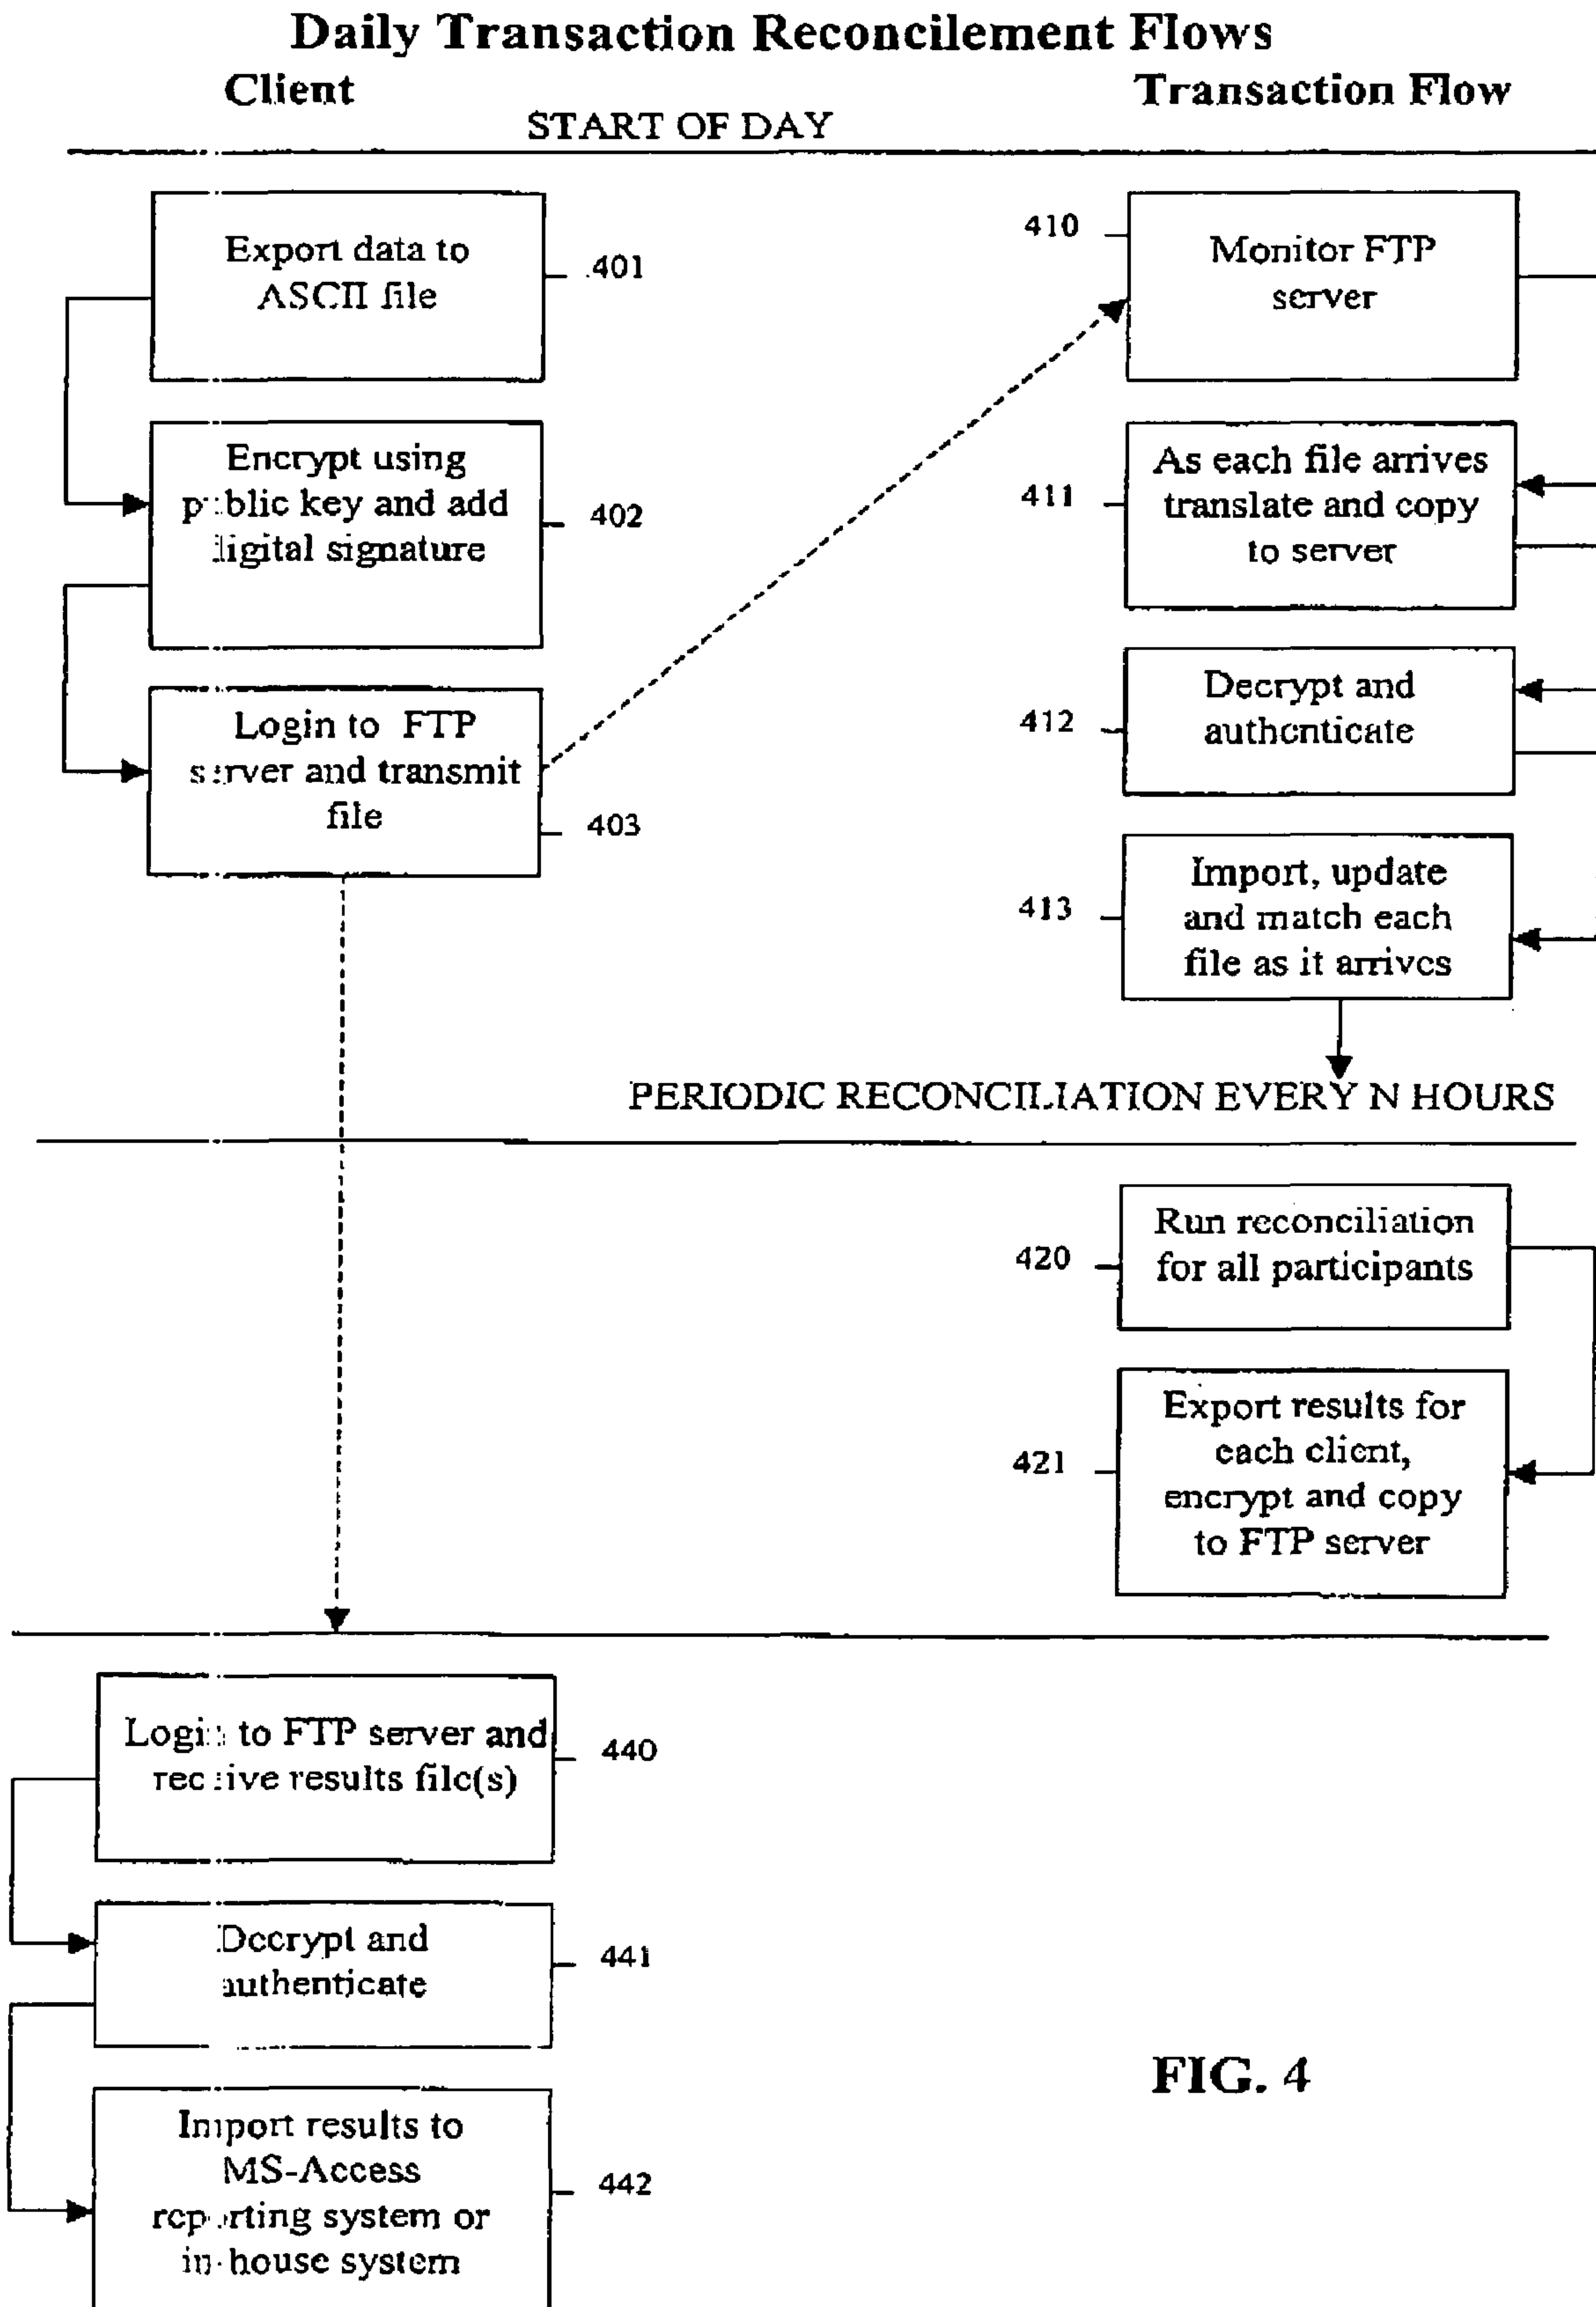 Daily Transaction Reconcilement Flows
Client
Transaction Flow
START OF DAY
Export data to
ASCII file
401
Encrypt using
public key and add
digital signature
402
Login to FTP
server and transmit
file
403
410
Monitor FTP
server
411
As each file arrives
translate and copy
to server
412
Decrypt and
authenticate
413
Import, update
and match each
file as it arrives
PERIODIC RECONCILIATION EVERY N HOURS
420
Run reconciliation
for all participants
421
Export results for
each client,
encrypt and copy
to FTP server
Login to FTP server and
receive results file(s)
440
Decrypt and
authenticate
441
Import results to
MS-Access
reporting system or
in-house system
442
FIG. 4